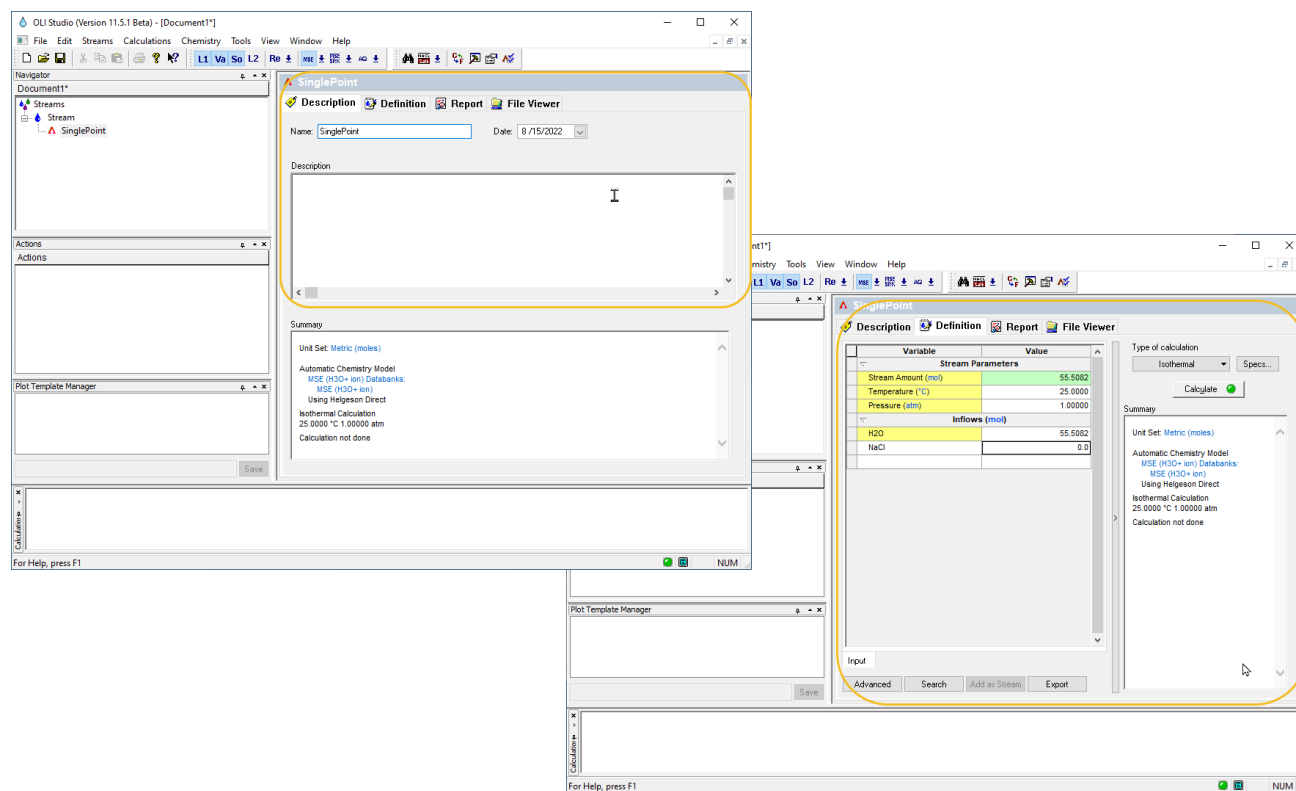 OLI Studio (Version 11.5.1 Beta) - [Document1*]
File Edit Streams Calculations Chemistry Tools View Window Help
L1 Va So L2 Re MSE MSE SRK AQ
Navigator
Document1*
Streams
Stream
SinglePoint
Actions
Actions
Plot Template Manager
Save
SinglePoint
Description Definition Report File Viewer
Name: SinglePoint Date: 8 /15/2022
Description
Summary
Unit Set: Metric (moles)
Automatic Chemistry Model
MSE (H3O+ ion) Databanks:
MSE (H3O+ ion)
Using Helgeson Direct
Isothermal Calculation
25.0000 °C 1.00000 atm
Calculation not done
Calculation
For Help, press F1 NUM
nt1*]
mistry Tools View Window Help
L1 Va So L2 Re MSE MSE SRK AQ
SinglePoint
Description Definition Report File Viewer
Variable Value
Stream Parameters
Stream Amount (mol) 55.5082
Temperature (°C) 25.0000
Pressure (atm) 1.00000
Inflows (mol)
H2O 55.5082
NaCl 0.0
Input
Advanced Search Add as Stream Export
Type of calculation
Isothermal Specs...
Calculate
Summary
Unit Set: Metric (moles)
Automatic Chemistry Model
MSE (H3O+ ion) Databanks:
MSE (H3O+ ion)
Using Helgeson Direct
Isothermal Calculation
25.0000 °C 1.00000 atm
Calculation not done
Plot Template Manager
Save
Calculation
For Help, press F1 NUM